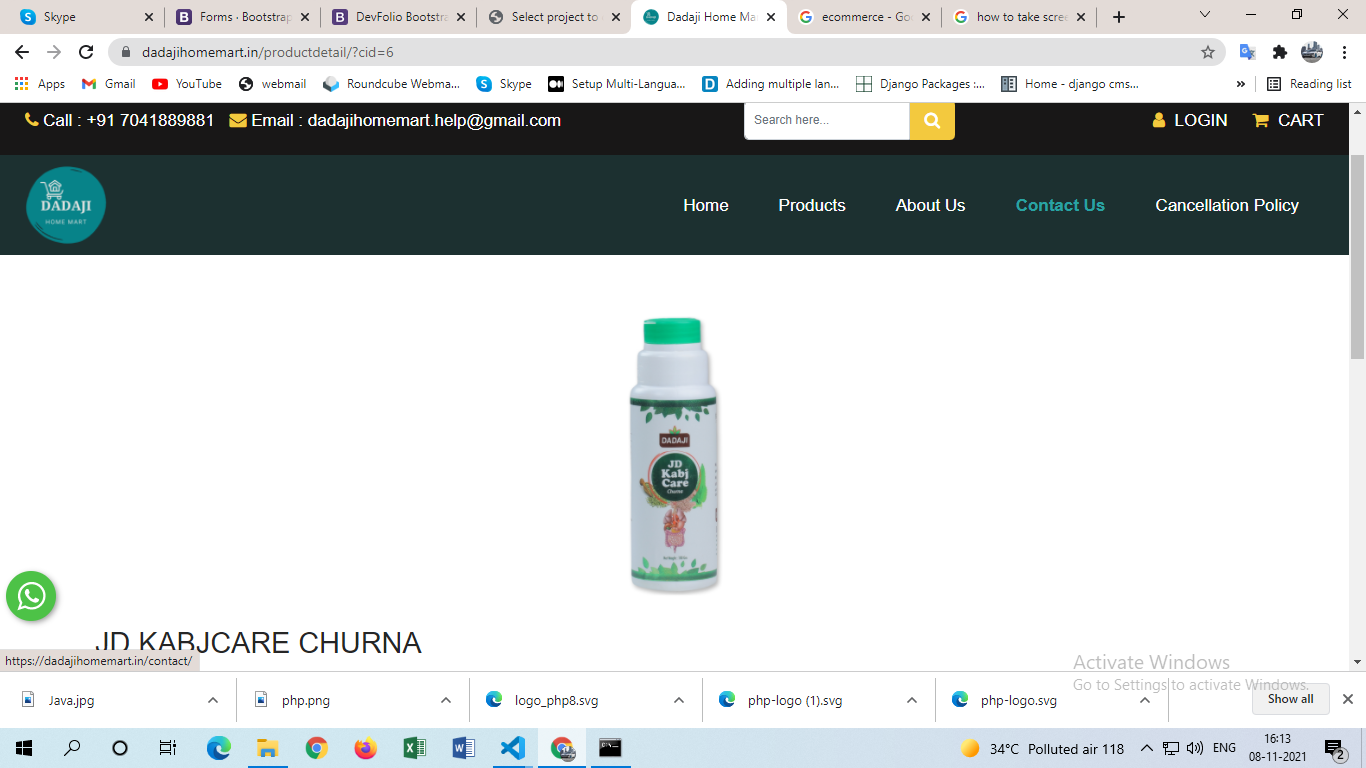 Skype
Forms · Bootstrap
DevFolio Bootstra
Select project to
Dadaji Home Ma
ecommerce - Go
how to take scre
dadajihomemart.in/productdetail/?cid=6
Apps
Gmail
YouTube
webmail
Roundcube Webma...
Skype
Setup Multi-Langua...
Adding multiple lan...
Django Packages :...
Home - django cms...
»
Reading list
Call : +91 7041889881
Email : dadajihomemart.help@gmail.com
Search here...
LOGIN
CART
DADAJI
HOME MART
Home
Products
About Us
Contact Us
Cancellation Policy
DADAJI
JD
Kabj
Care
Churna
JD KABJCARE CHURNA
https://dadajihomemart.in/contact/
Activate Windows
Go to Settings to activate Windows.
Java.jpg
php.png
logo_php8.svg
php-logo (1).svg
php-logo.svg
Show all
34°C Polluted air 118
ENG
16:13
08-11-2021
2